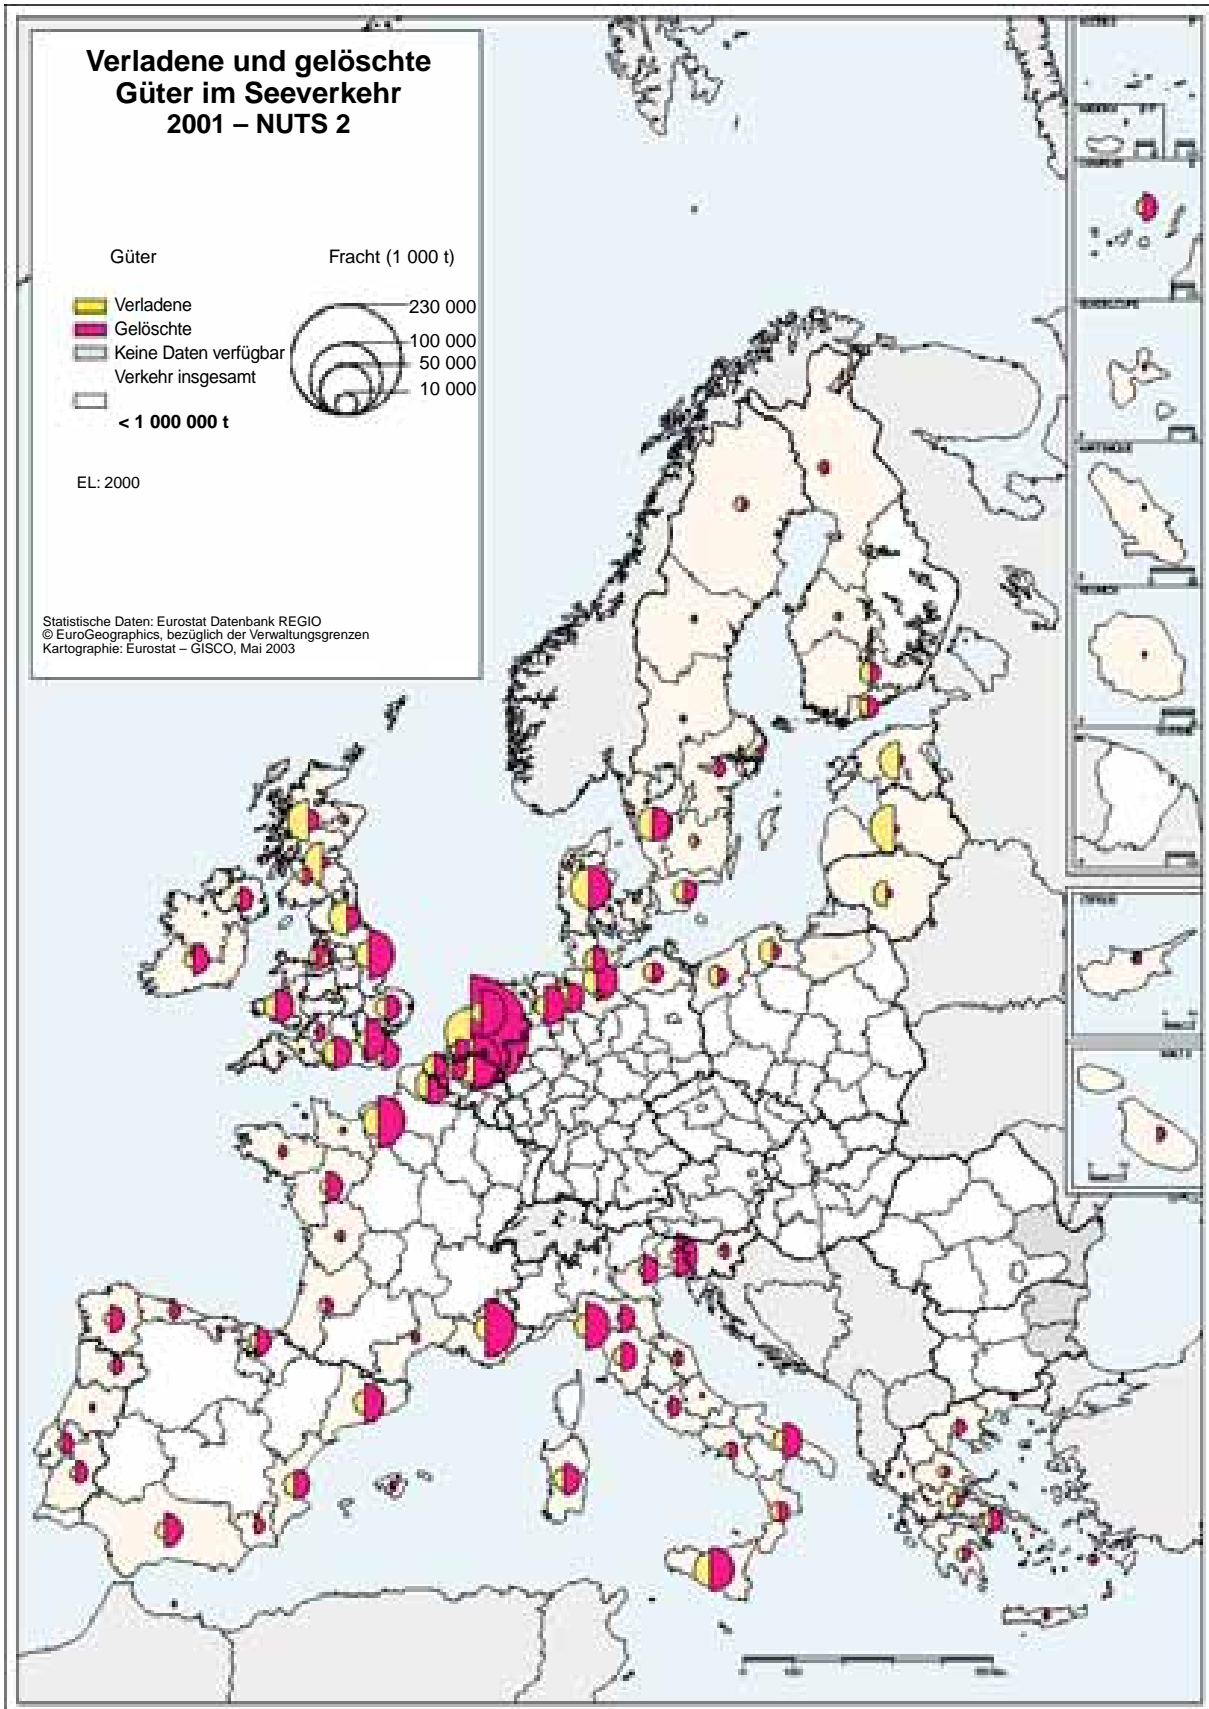 Verladene und gelöschte
Güter im Seeverkehr
2001 – NUTS 2
Güter
Fracht (1 000 t)
Verladene
Gelöschte
Keine Daten verfügbar
Verkehr insgesamt
< 1 000 000 t
230 000
100 000
50 000
10 000
EL: 2000
Statistische Daten: Eurostat Datenbank REGIO
© EuroGeographics, bezüglich der Verwaltungsgrenzen
Kartographie: Eurostat – GISCO, Mai 2003